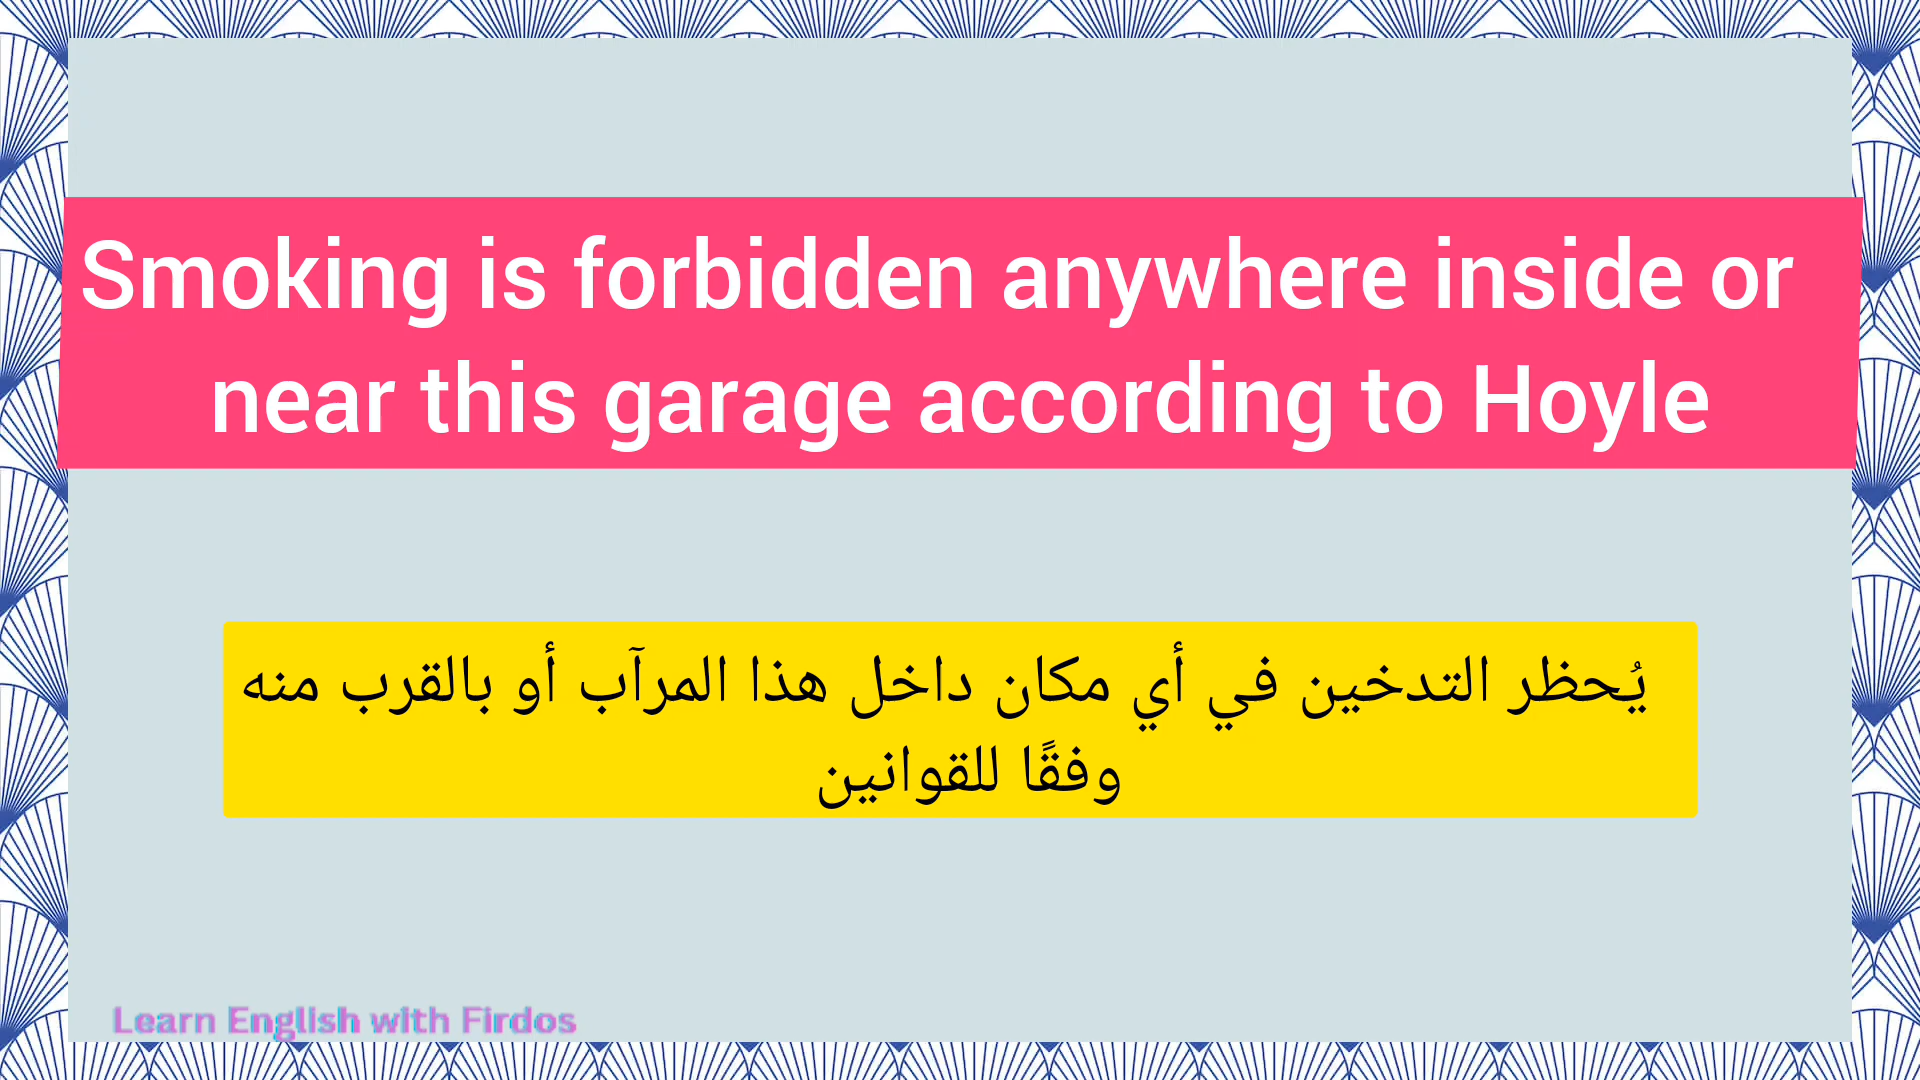 Smoking is forbidden anywhere inside or
near this garage according to Hoyle
يُحظر التدخين في أي مكان داخل هذا المرآب أو بالقرب منه
وفقًا للقوانين
Learn English with Firdos